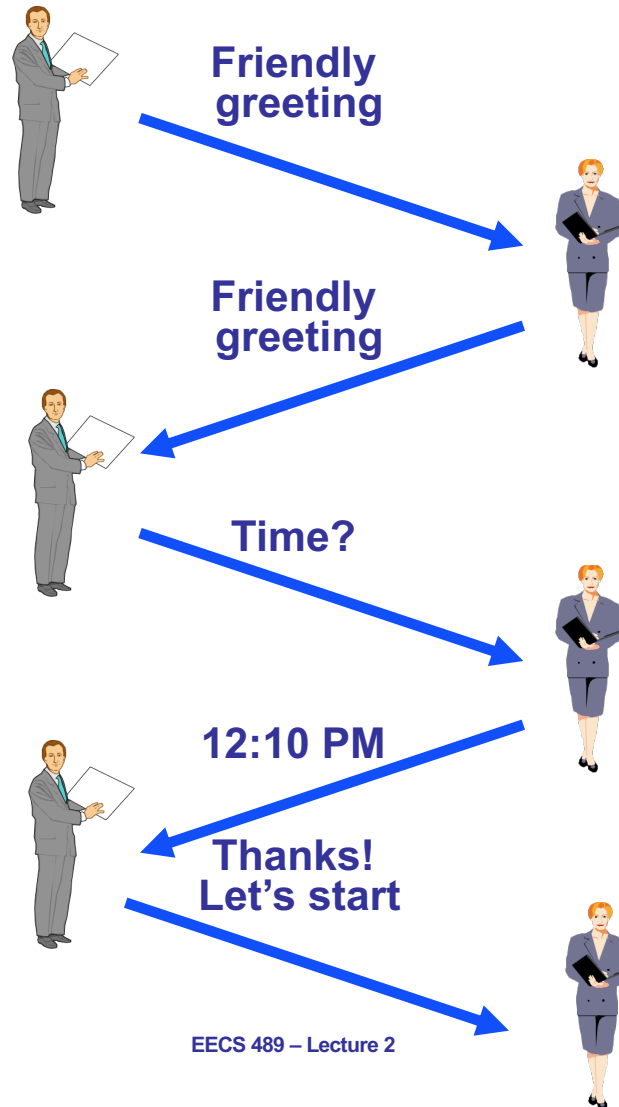 Friendly
greeting
Friendly
greeting
Time?
12:10 PM
Thanks!
Let’s start
EECS 489 – Lecture 2